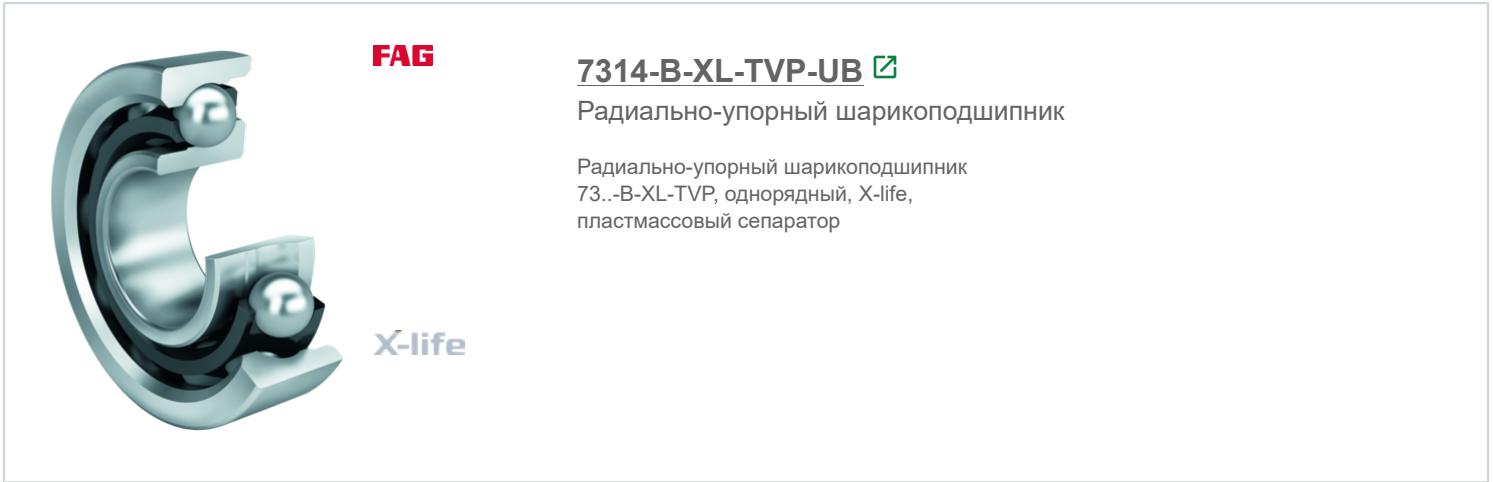 FAG
7314-B-XL-TVP-UB
Радиально-упорный шарикоподшипник
Радиально-упорный шарикоподшипник
73..-B-XL-TVP, однорядный, X-life,
пластмассовый сепаратор
X-life